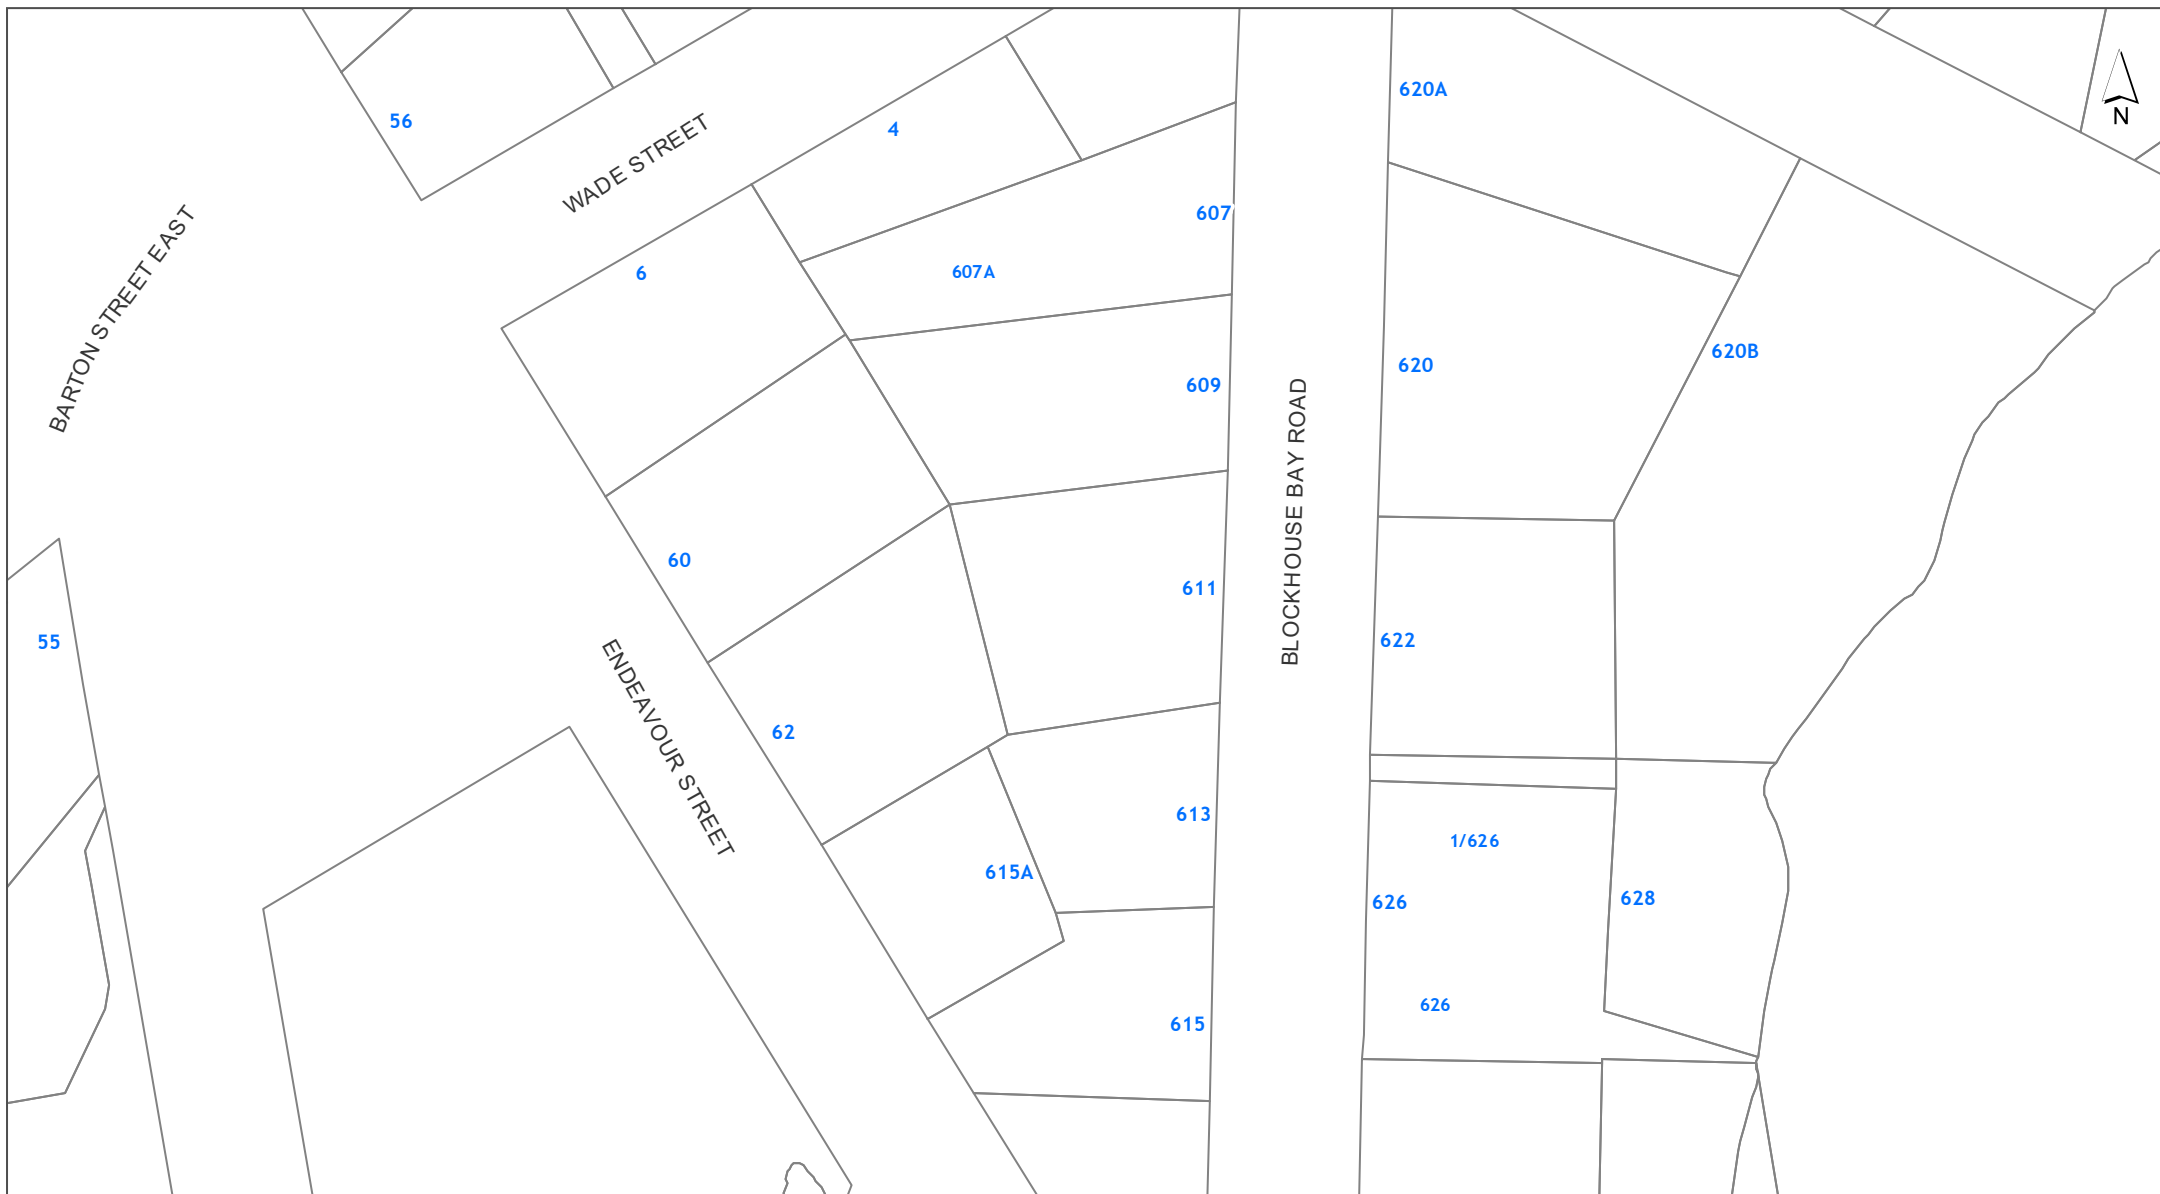 620A
56
N
4
WADE STREET
607
BARTON STREET EAST
6
607A
620B
620
609
BLOCKHOUSE BAY ROAD
60
611
622
55
ENDEAVOUR STREET
62
613
1/626
615A
628
626
626
615